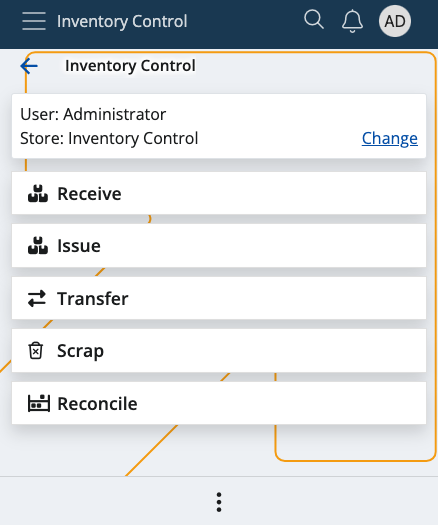 Inventory Control
AD
Inventory Control
User: Administrator
Store: Inventory Control
Change
Receive
Issue
Transfer
Scrap
Reconcile